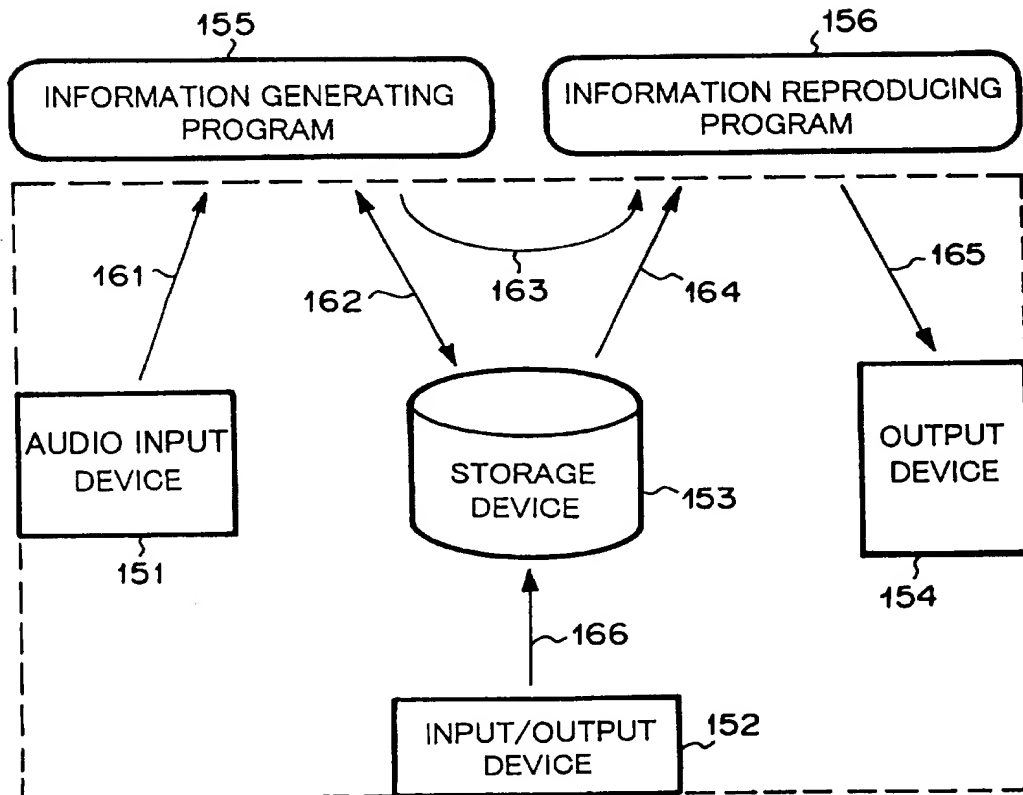 155
156
INFORMATION GENERATING
PROGRAM
INFORMATION REPRODUCING
PROGRAM
161
162
163
164
165
AUDIO INPUT
DEVICE
151
STORAGE
DEVICE
153
OUTPUT
DEVICE
154
166
INPUT/OUTPUT
DEVICE
152